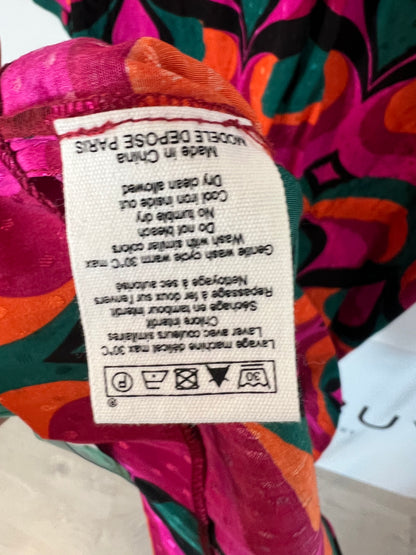 30 P
®
Lavage machine délicat max 30°C
Laver avec couleurs similaires
Chlore interdit
Séchage en tambour interdit
Repassage à fer doux sur l'envers
Nettoyage à sec autorisé
Gentle wash cycle warm 30°C max
Wash with similar colors
Do not bleach
No tumble dry
Cool iron inside out
Dry clean allowed
Made in China
MODELE DEPOSE PARIS
U